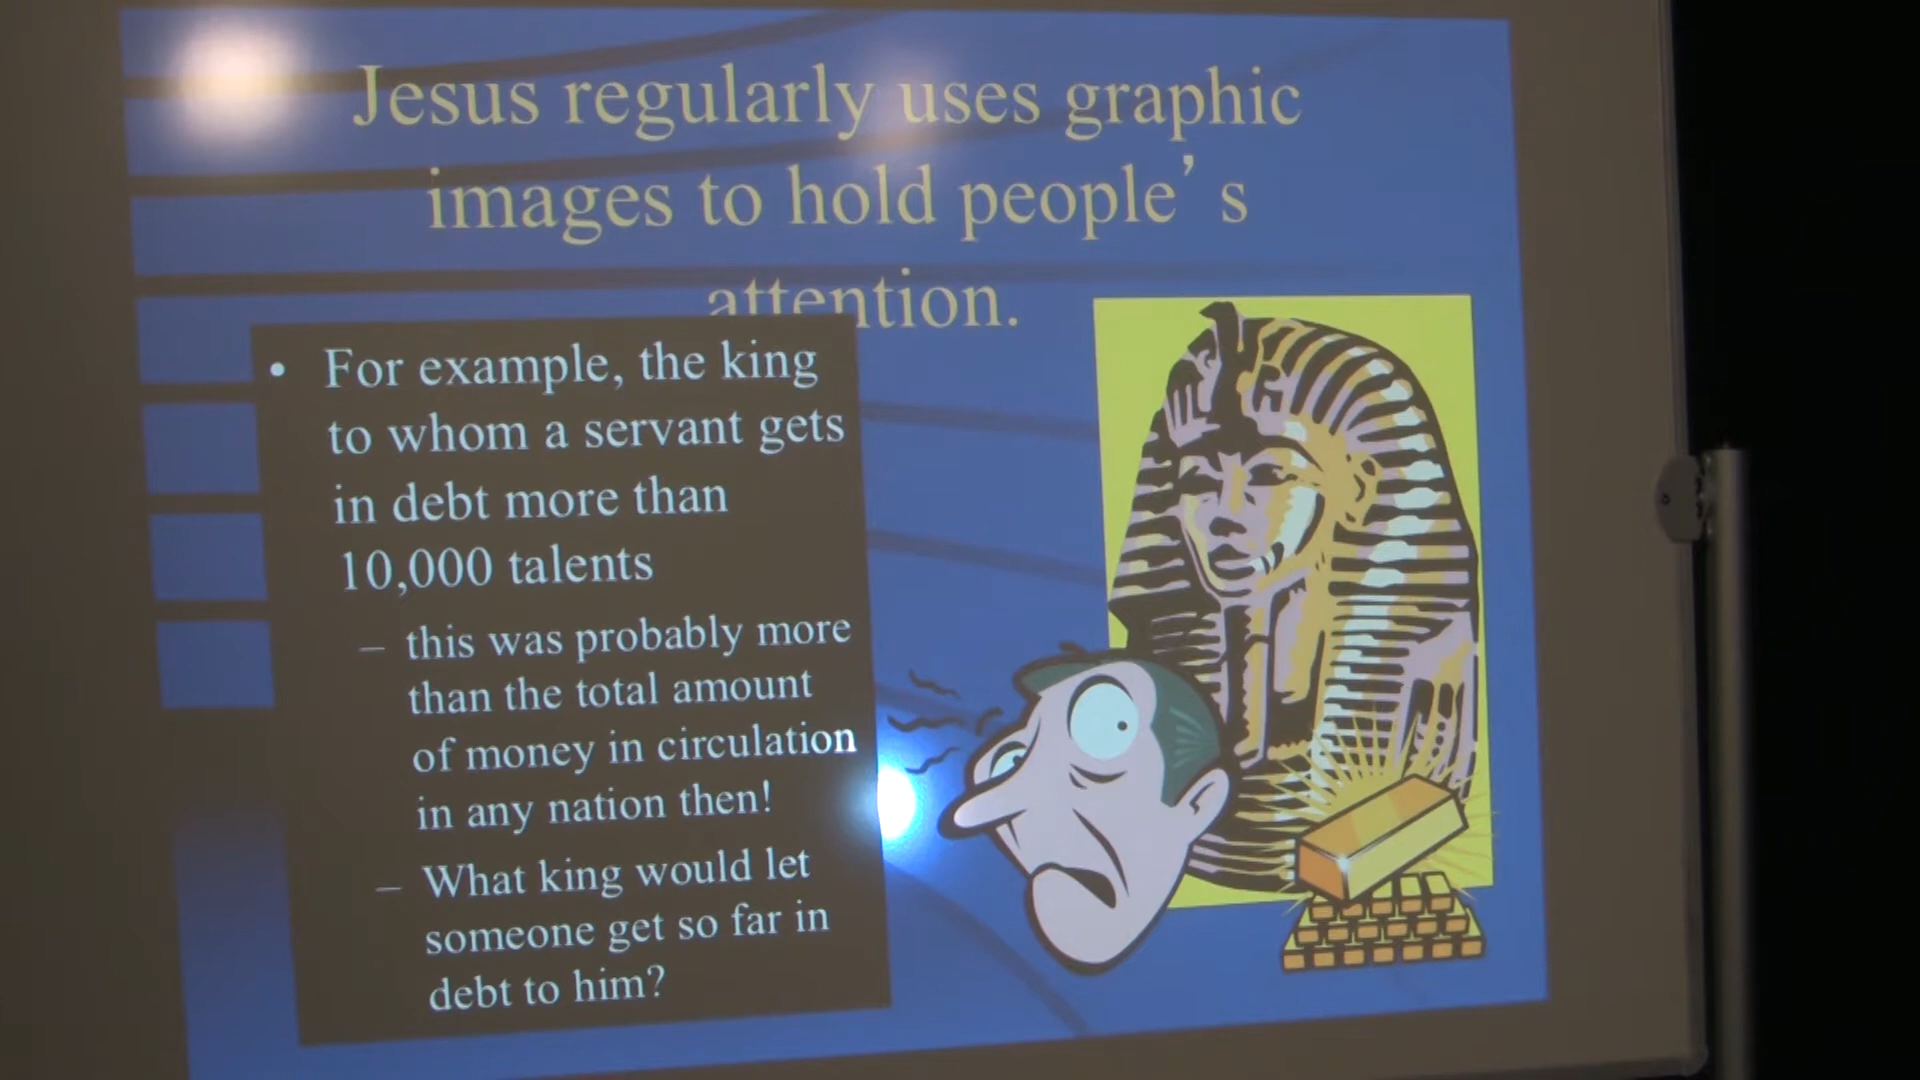 Jesus regularly uses graphic
images to hold people's
attention.
• For example, the king
to whom a servant gets
in debt more than
10,000 talents
– this was probably more
than the total amount
of money in circulation
in any nation then!
– What king would let
someone get so far in
debt to him?